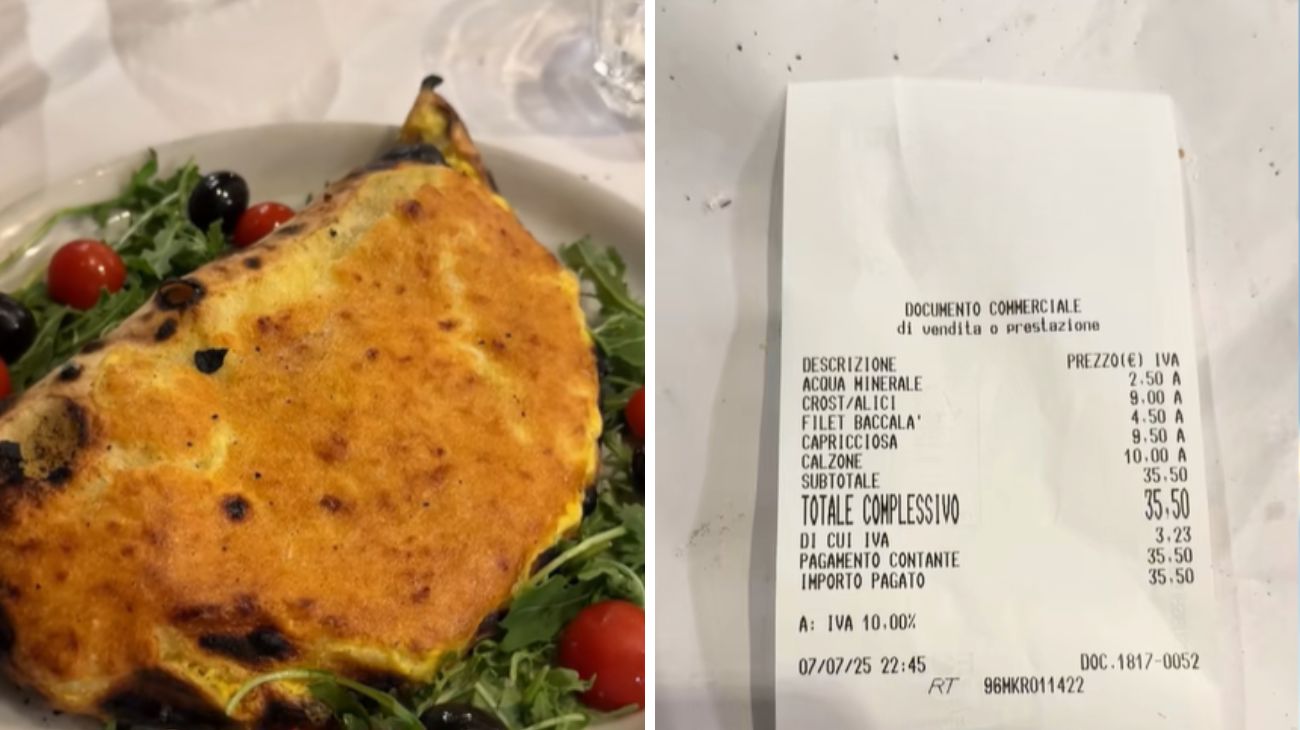 DOCUMENTO COMMERCIALE
di vendita o prestazione
DESCRIZIONE PREZZO(€) IVA
ACQUA MINERALE 2,50 A
CROST/ALICI 9,00 A
FILET BACCALA' 4,50 A
CAPRICCIOSA 9,50 A
CALZONE 10,00 A
SUBTOTALE 35,50
TOTALE COMPLESSIVO 35,50
DI CUI IVA 3,23
PAGAMENTO CONTANTE 35,50
IMPORTO PAGATO 35,50
A: IVA 10,00%
07/07/25 22:45 DOC.1817-0052
RT 96MKR011422